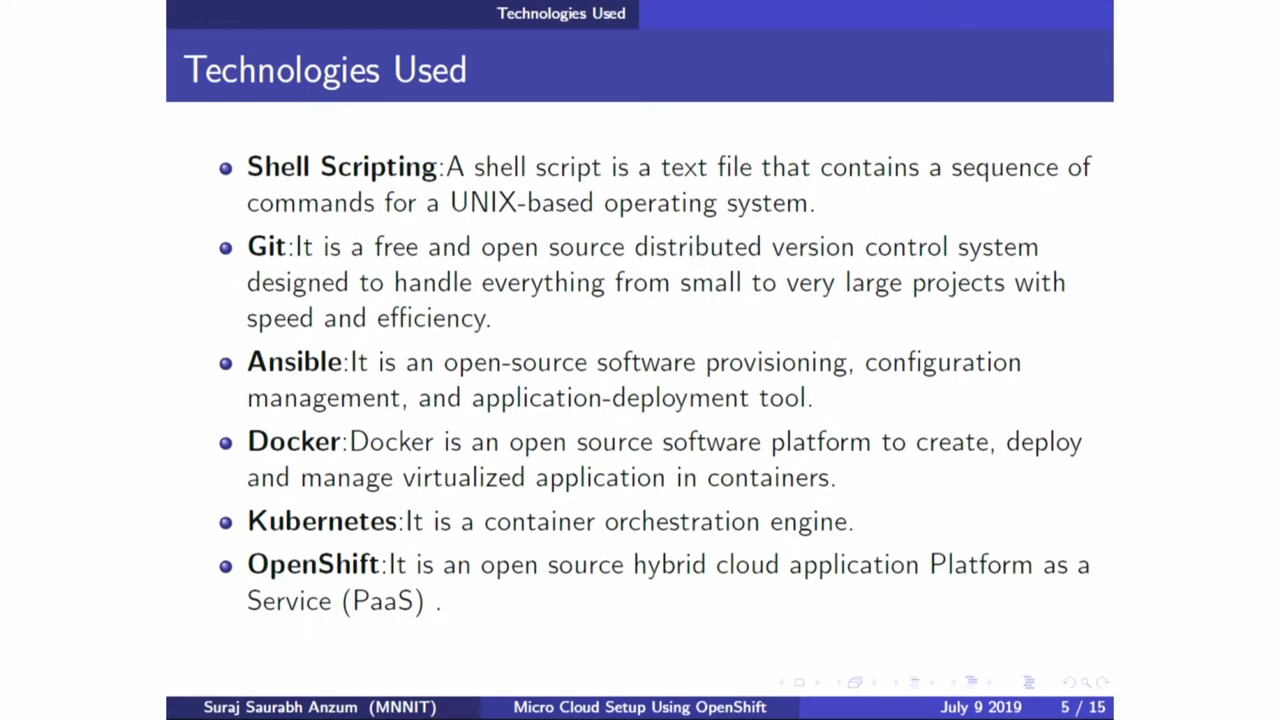 Technologies Used
Technologies Used
Shell Scripting:A shell script is a text file that contains a sequence of
commands for a UNIX-based operating system.
Git:It is a free and open source distributed version control system
designed to handle everything from small to very large projects with
speed and efficiency.
Ansible:It is an open-source software provisioning, configuration
management, and application-deployment tool.
Docker:Docker is an open source software platform to create, deploy
and manage virtualized application in containers.
Kubernetes:It is a container orchestration engine.
OpenShift:It is an open source hybrid cloud application Platform as a
Service (PaaS) .
Suraj Saurabh Anzum (MNNIT) Micro Cloud Setup Using OpenShift July 9 2019 5 / 15